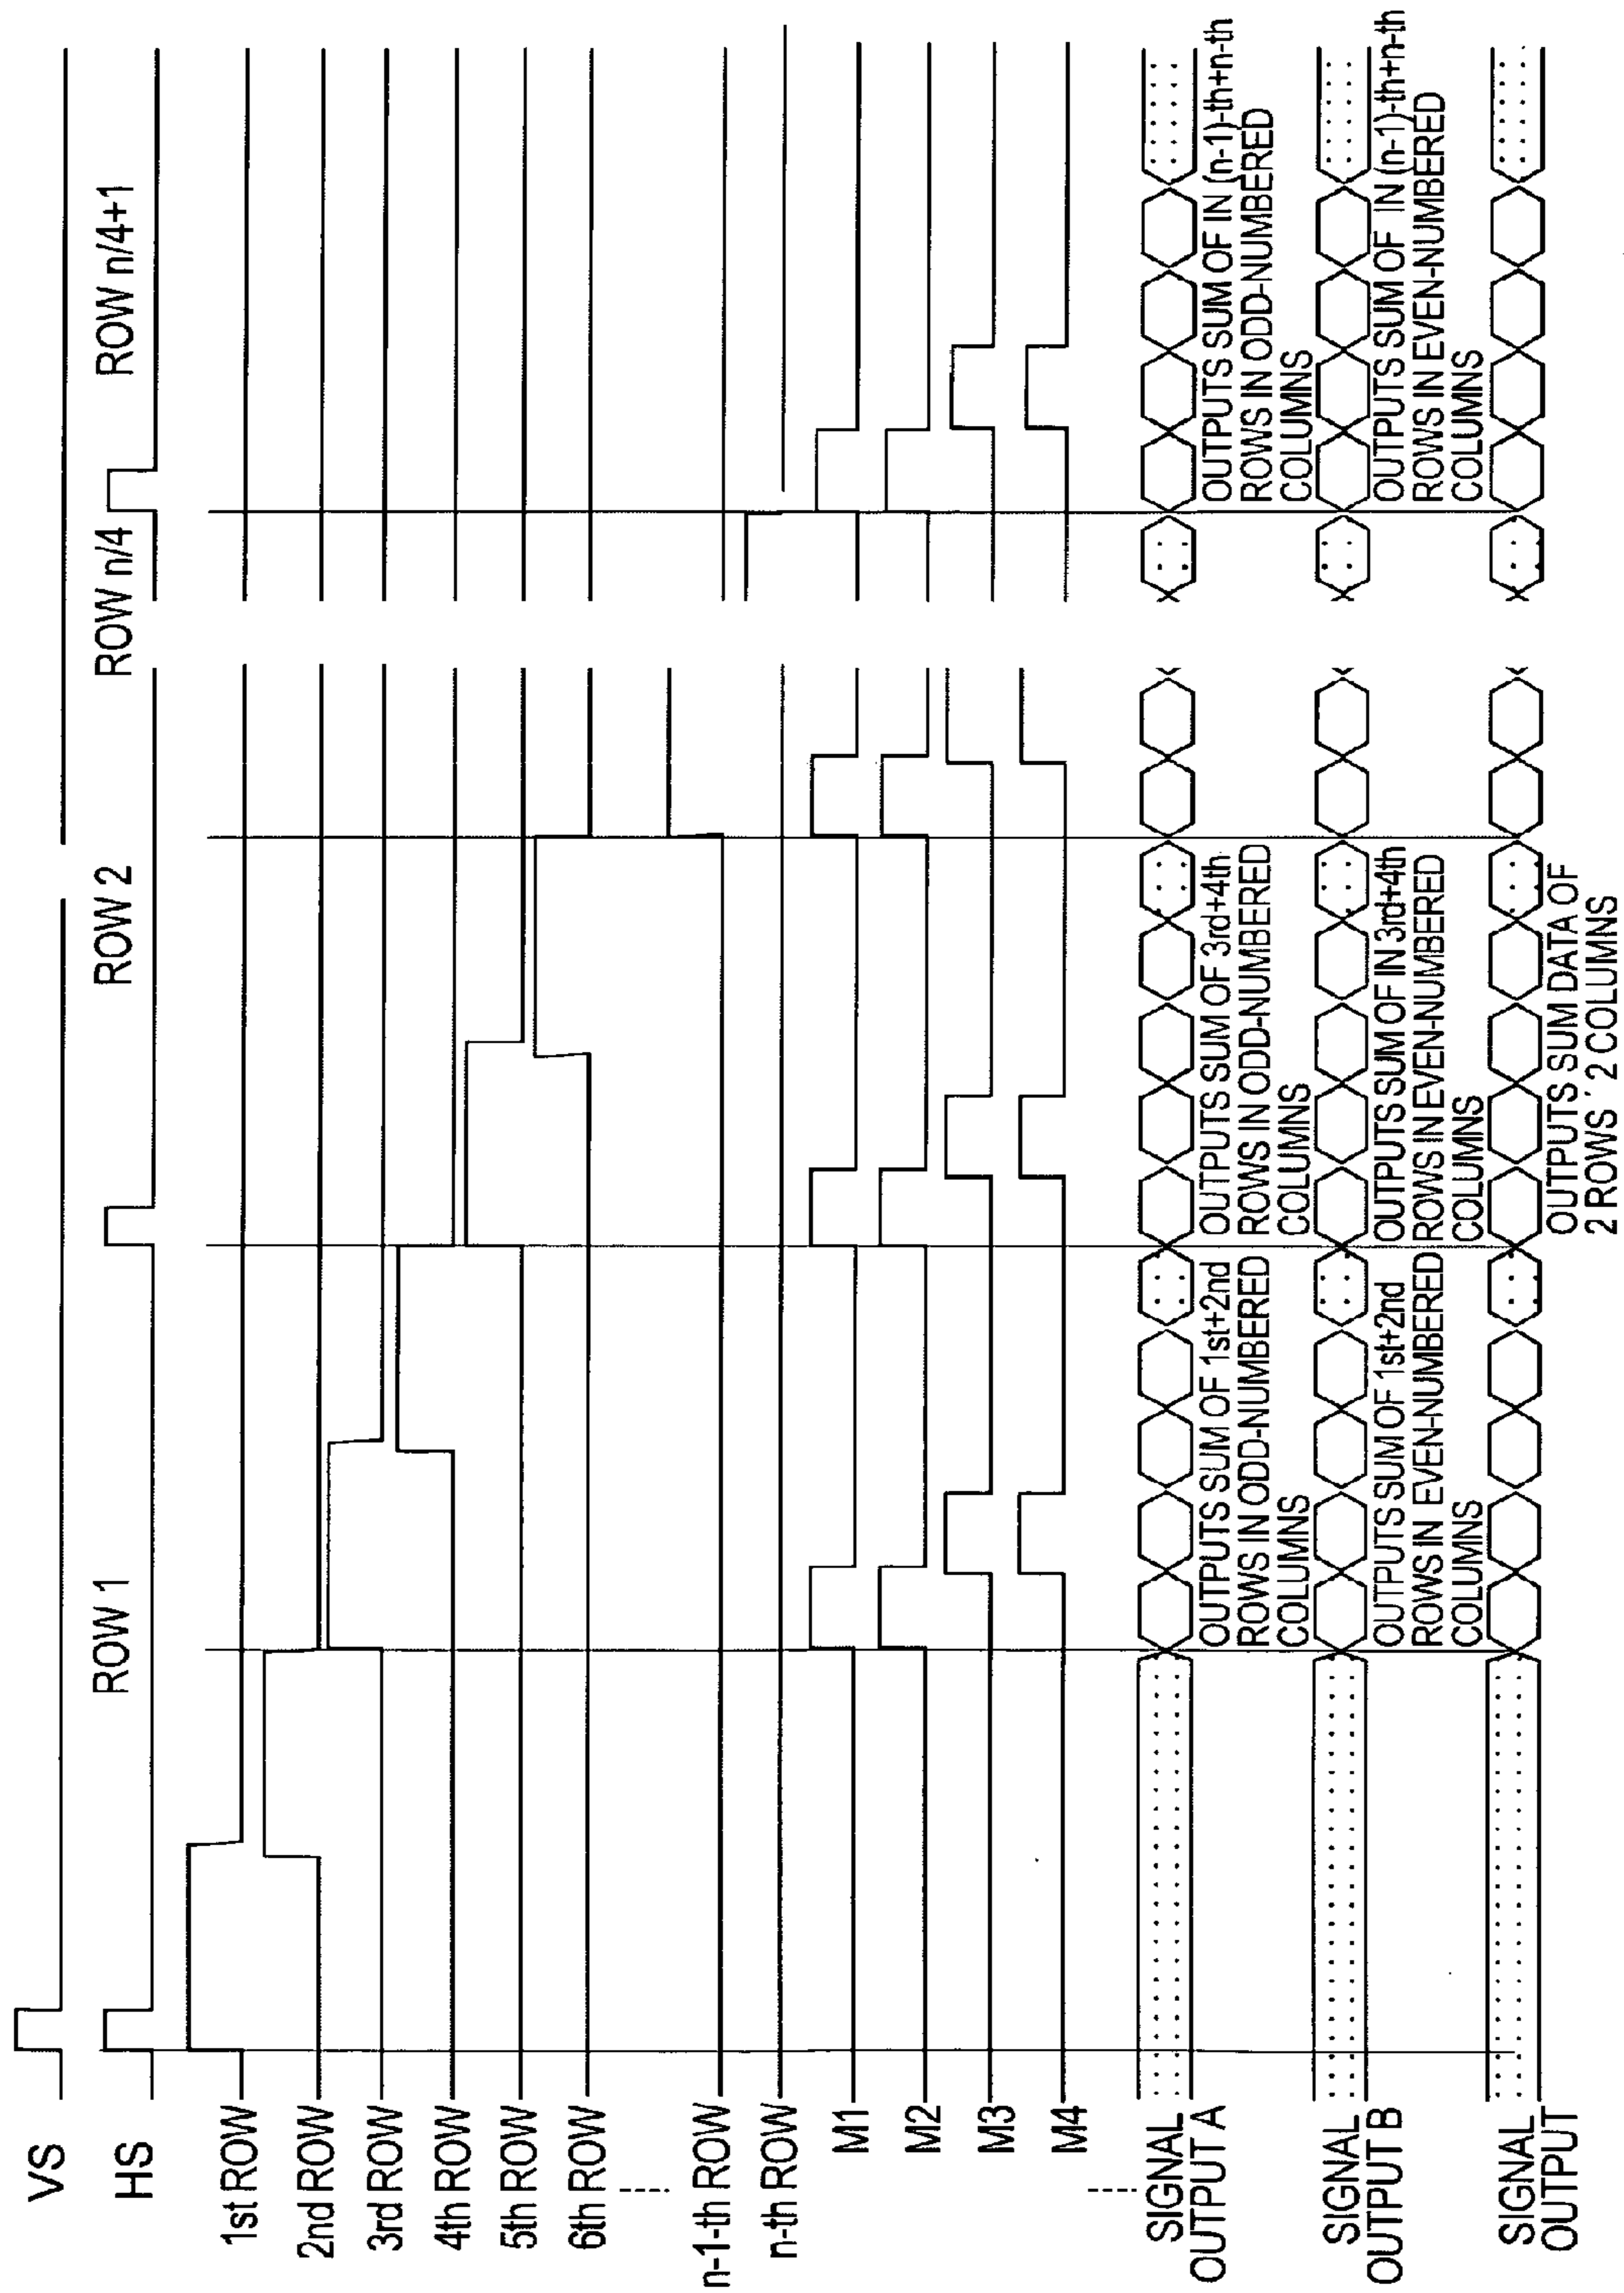 VS
HS
ROW 1
ROW 2
ROW n/4
ROW n/4+1
1st ROW
2nd ROW
3rd ROW
4th ROW
5th ROW
6th ROW
n-1-th ROW
n-th ROW
M1
M2
M3
M4
SIGNAL
OUTPUT A
OUTPUTS SUM OF 1st+2nd
ROWS IN ODD-NUMBERED
COLUMNS
OUTPUTS SUM OF 3rd+4th
ROWS IN ODD-NUMBERED
COLUMNS
OUTPUTS SUM OF IN (n-1)-th+n-th
ROWS IN ODD-NUMBERED
COLUMNS
SIGNAL
OUTPUT B
OUTPUTS SUM OF 1st+2nd
ROWS IN EVEN-NUMBERED
COLUMNS
OUTPUTS SUM OF IN 3rd+4th
ROWS IN EVEN-NUMBERED
COLUMNS
OUTPUTS SUM OF IN (n-1)-th+n-th
ROWS IN EVEN-NUMBERED
COLUMNS
SIGNAL
OUTPUT
OUTPUTS SUM DATA OF
2 ROWS ´ 2 COLUMNS